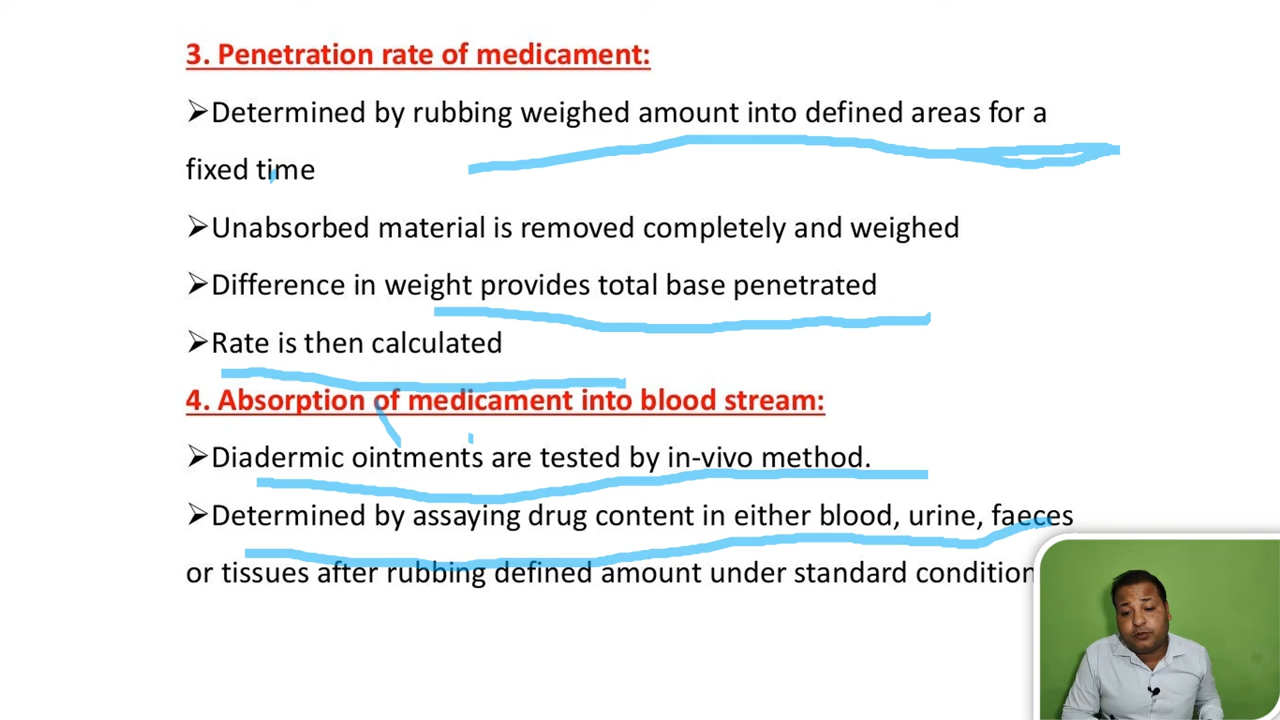 3. Penetration rate of medicament:
➢Determined by rubbing weighed amount into defined areas for a
fixed time
➢Unabsorbed material is removed completely and weighed
➢Difference in weight provides total base penetrated
➢Rate is then calculated
4. Absorption of medicament into blood stream:
➢Diadermic ointments are tested by in-vivo method.
➢Determined by assaying drug content in either blood, urine, faeces
or tissues after rubbing defined amount under standard condition